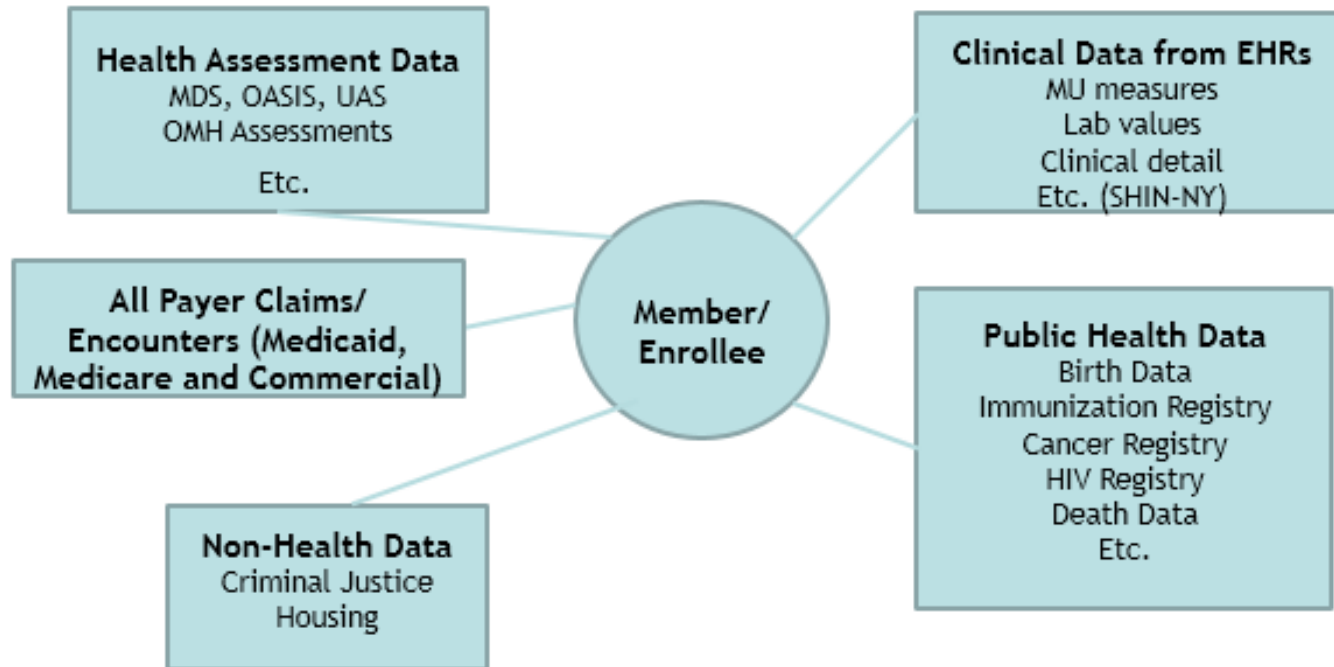 Health Assessment Data
MDS, OASIS, UAS
OMH Assessments
Etc.
Clinical Data from EHRs
MU measures
Lab values
Clinical detail
Etc. (SHIN-NY)
All Payer Claims/
Encounters (Medicaid,
Medicare and Commercial)
Member/
Enrollee
Public Health Data
Birth Data
Immunization Registry
Cancer Registry
HIV Registry
Death Data
Etc.
Non-Health Data
Criminal Justice
Housing